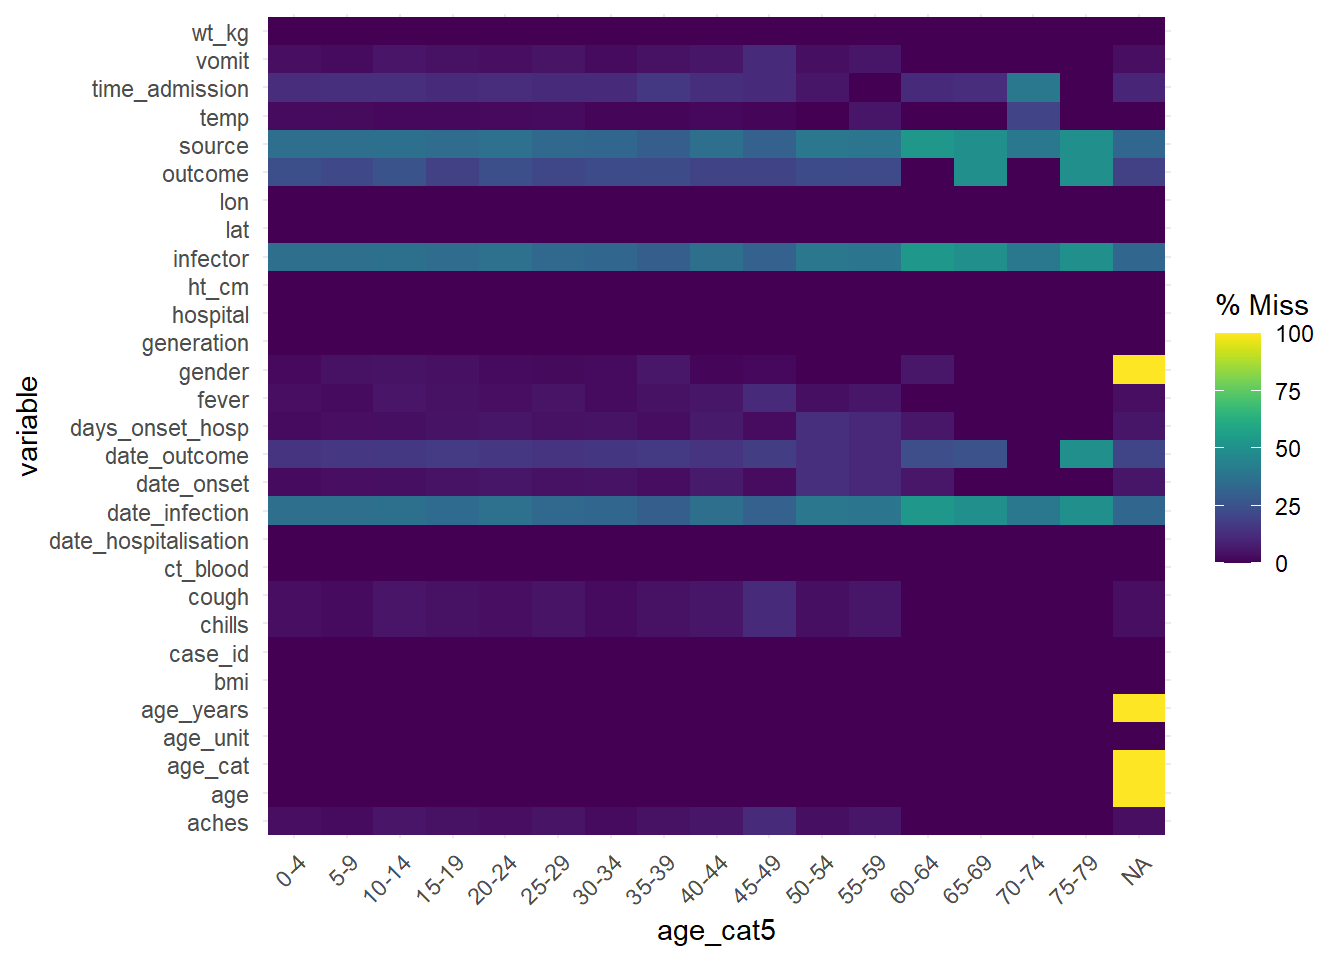 wt_kg
vomit
time_admission
temp
source
outcome
lon
lat
infector
ht_cm
hospital
generation
gender
fever
days_onset_hosp
date_outcome
date_onset
date_infection
date_hospitalisation
ct_blood
cough
chills
case_id
bmi
age_years
age_unit
age_cat
age
aches
variable
0-4
5-9
10-14
15-19
20-24
25-29
30-34
35-39
40-44
45-49
50-54
55-59
60-64
65-69
70-74
75-79
NA
age_cat5
% Miss
100
75
50
25
0